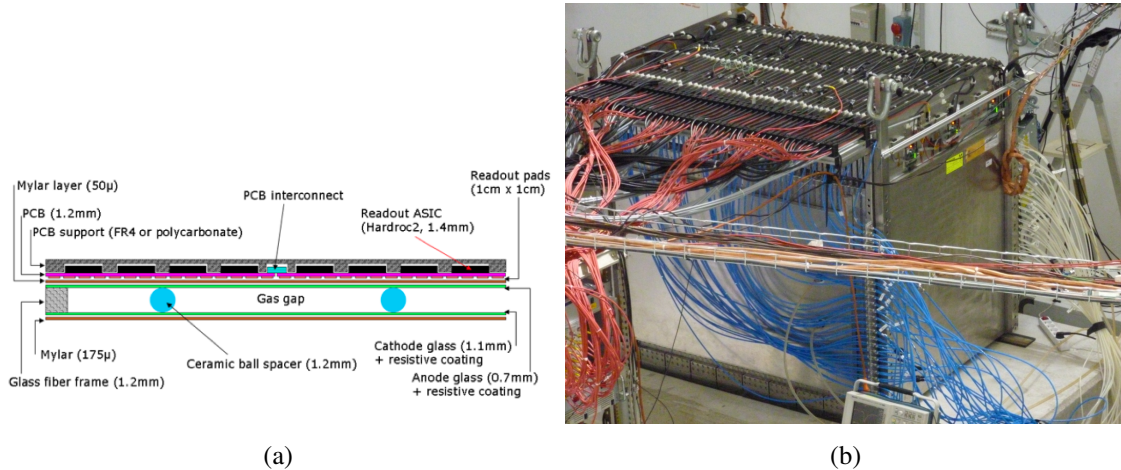 Mylar layer (50µ)
PCB (1.2mm)
PCB support (FR4 or polycarbonate)
PCB interconnect
Readout pads
(1cm x 1cm)
Readout ASIC
(Hardroc2, 1.4mm)
Gas gap
Mylar (175µ)
Glass fiber frame (1.2mm)
Ceramic ball spacer (1.2mm)
Cathode glass (1.1mm)
+ resistive coating
Anode glass (0.7mm)
+ resistive coating
(a)
(b)